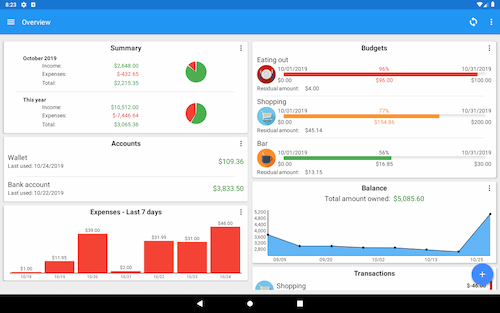 8:23
Overview
Summary
October 2019
Income: $2,648.00
Expenses: $-432.65
Total: $2,215.35
This year
Income: $10,512.00
Expenses: $-7,446.64
Total: $3,065.36
Accounts
Wallet
Last used: 10/24/2019
$109.36
Bank account
Last used: 10/22/2019
$3,833.50
Expenses - Last 7 days
$1.00 $11.95 $39.00 $2.00 $31.99 $31.00 $46.00
10/18 10/19 10/20 10/21 10/22 10/23 10/24
Budgets
Eating out
10/01/2019 96% 10/31/2019
$0.00 $96.00 $100.00
Residual amount: $4.00
Shopping
10/01/2019 77% 10/31/2019
$0.00 $154.86 $200.00
Residual amount: $45.14
Bar
10/01/2019 56% 10/31/2019
$0.00 $16.85 $30.00
Residual amount: $13.15
Balance
Total amount owned: $5,085.60
5,200
4,800
4,400
4,000
3,600
3,200
2,800
09/09 09/20 10/02 10/13 10/25
Transactions
Shopping